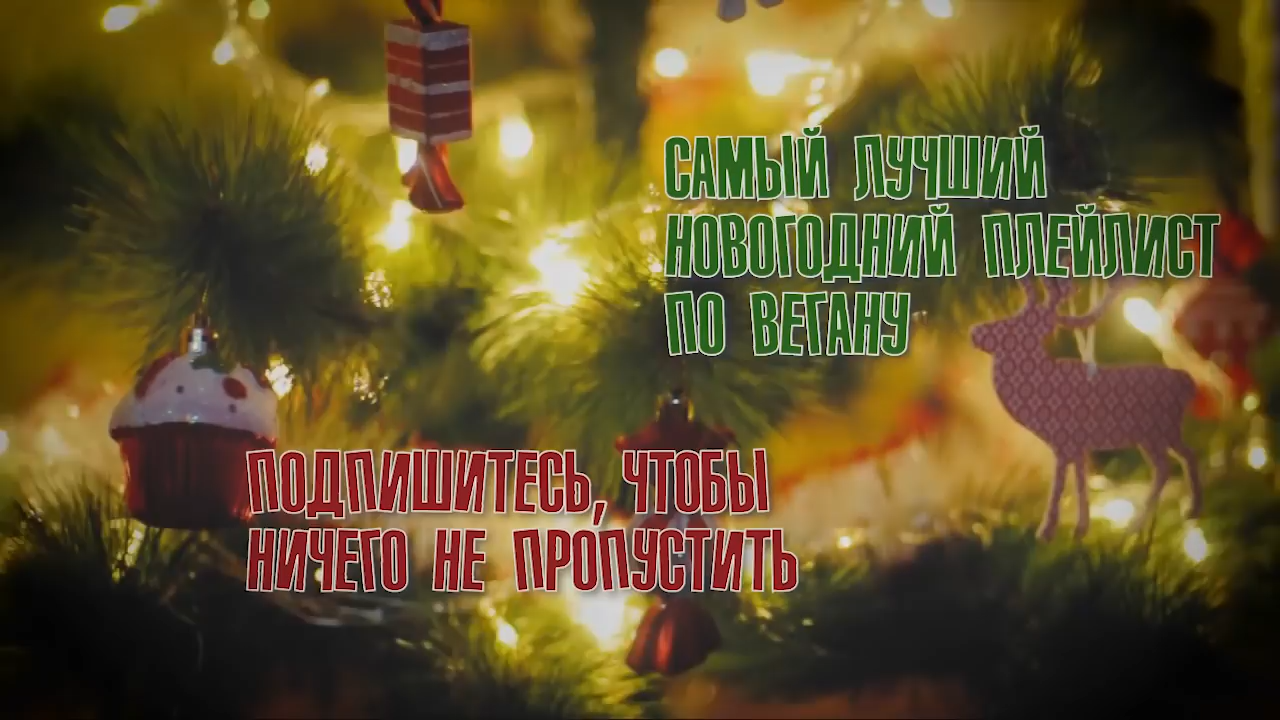 САМЫЙ ЛУЧШИЙ
НОВОГОДНИЙ ПЛЕЙЛИСТ
ПО ВЕГАНУ
ПОДПИШИТЕСЬ, ЧТОБЫ
НИЧЕГО НЕ ПРОПУСТИТЬ